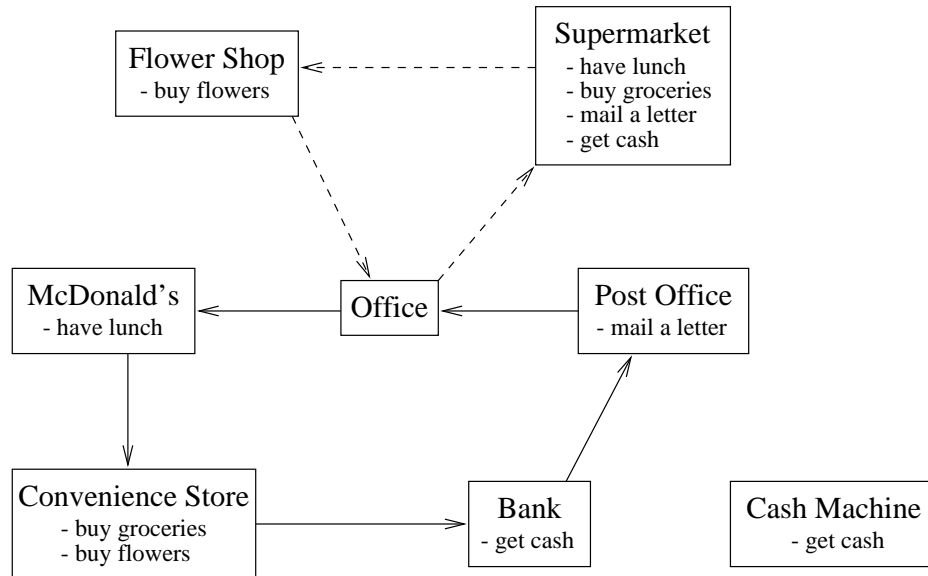 Flower Shop
- buy flowers
Supermarket
- have lunch
- buy groceries
- mail a letter
- get cash
McDonald's
- have lunch
Office
Post Office
- mail a letter
Convenience Store
- buy groceries
- buy flowers
Bank
- get cash
Cash Machine
- get cash